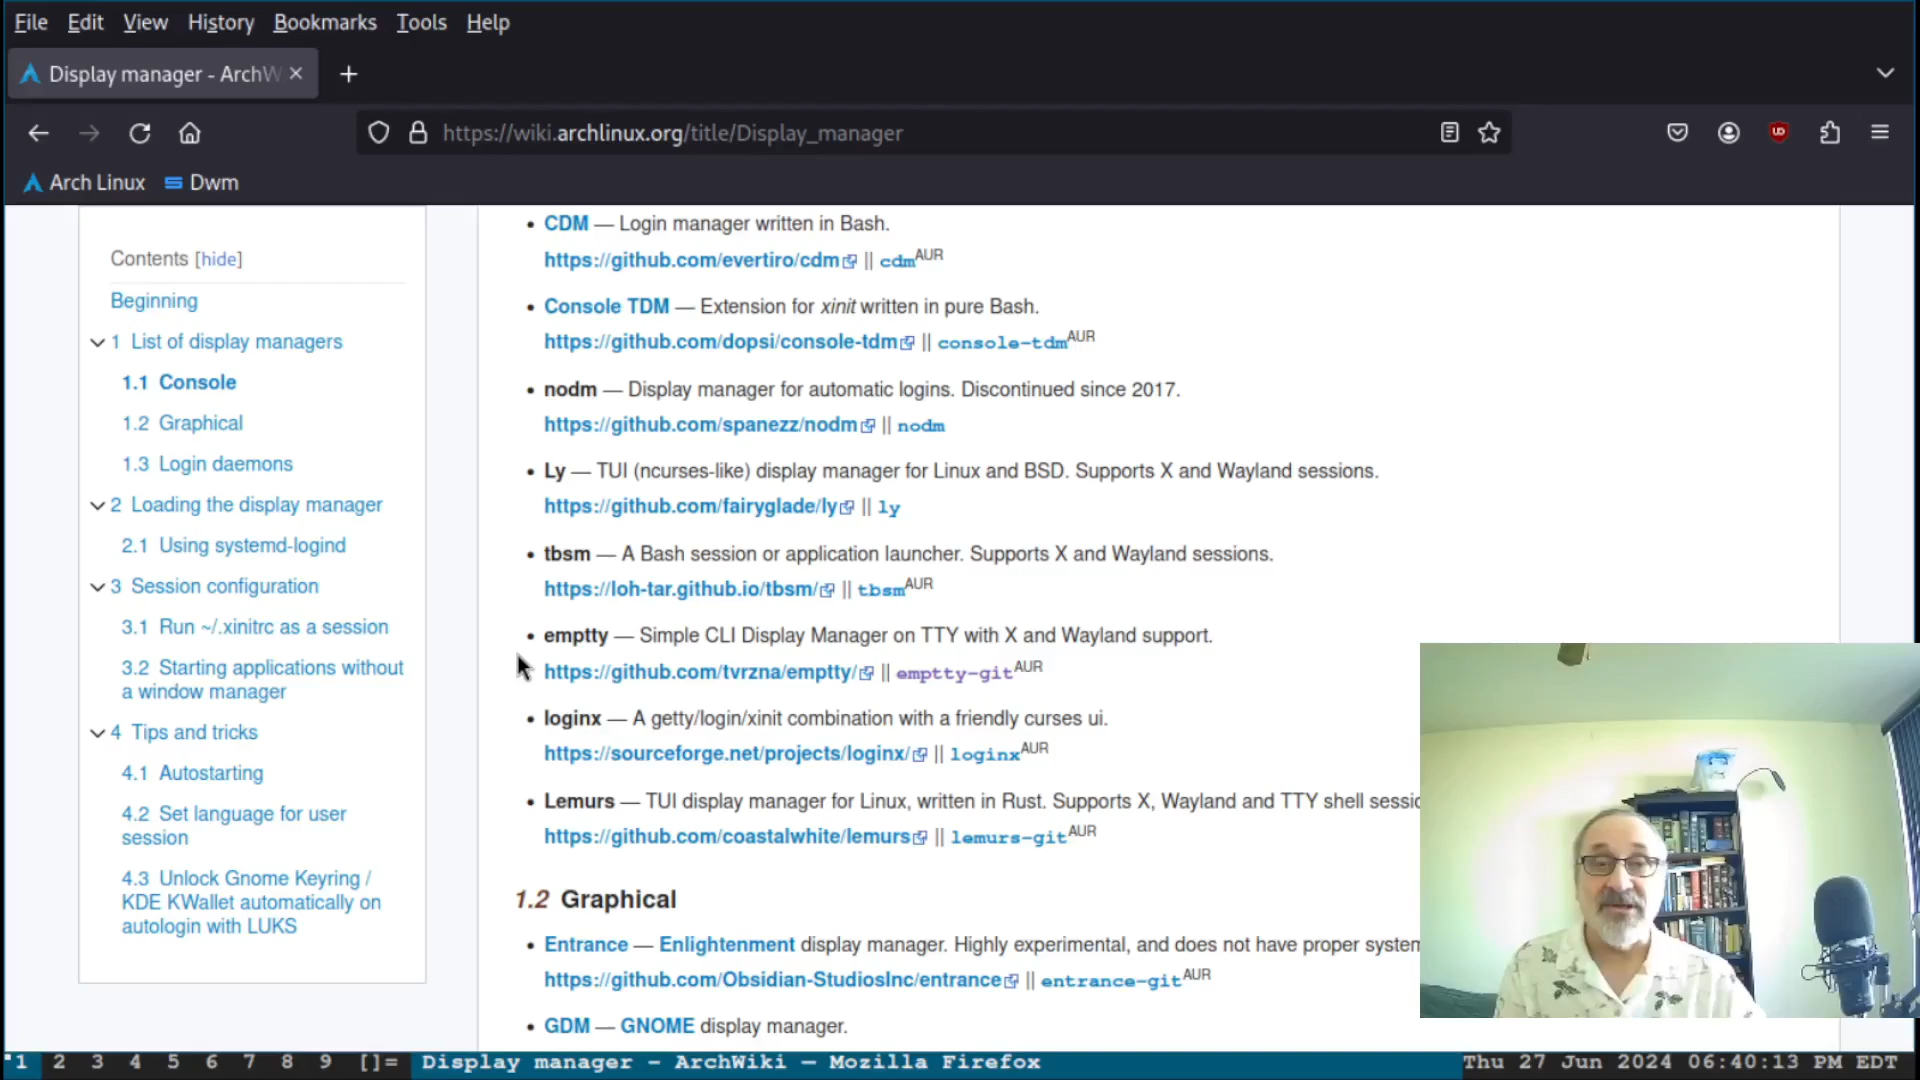 File Edit View History Bookmarks Tools Help
Display manager - ArchW
https://wiki.archlinux.org/title/Display_manager
Arch Linux Dwm
Contents [hide]
Beginning
1 List of display managers
1.1 Console
1.2 Graphical
1.3 Login daemons
2 Loading the display manager
2.1 Using systemd-logind
3 Session configuration
3.1 Run ~/.xinitrc as a session
3.2 Starting applications without
a window manager
4 Tips and tricks
4.1 Autostarting
4.2 Set language for user
session
4.3 Unlock Gnome Keyring /
KDE KWallet automatically on
autologin with LUKS
• CDM — Login manager written in Bash.
https://github.com/evertiro/cdm || cdmAUR
• Console TDM — Extension for xinit written in pure Bash.
https://github.com/dopsi/console-tdm || console-tdmAUR
• nodm — Display manager for automatic logins. Discontinued since 2017.
https://github.com/spanezz/nodm || nodm
• Ly — TUI (ncurses-like) display manager for Linux and BSD. Supports X and Wayland sessions.
https://github.com/fairyglade/ly || ly
• tbsm — A Bash session or application launcher. Supports X and Wayland sessions.
https://loh-tar.github.io/tbsm/ || tbsmAUR
• emptty — Simple CLI Display Manager on TTY with X and Wayland support.
https://github.com/tvrzna/emptty/ || emptty-gitAUR
• loginx — A getty/login/xinit combination with a friendly curses ui.
https://sourceforge.net/projects/loginx/ || loginxAUR
• Lemurs — TUI display manager for Linux, written in Rust. Supports X, Wayland and TTY shell sessio
https://github.com/coastalwhite/lemurs || lemurs-gitAUR
1.2 Graphical
• Entrance — Enlightenment display manager. Highly experimental, and does not have proper system
https://github.com/Obsidian-StudiosInc/entrance || entrance-gitAUR
• GDM — GNOME display manager.
1 2 3 4 5 6 7 8 9 []= Display manager — ArchWiki — Mozilla Firefox Thu 27 Jun 2024 06:40:13 PM EDT